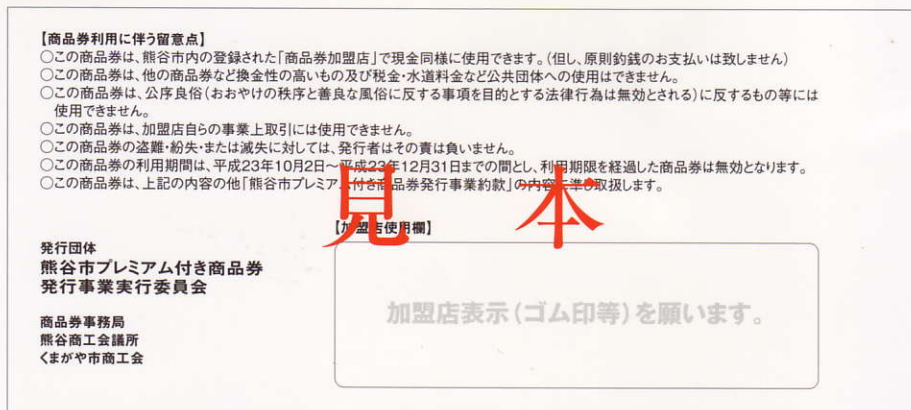 【商品券利用に伴う留意点】
○この商品券は、熊谷市内の登録された「商品券加盟店」で現金同様に使用できます。(但し、原則釣銭のお支払いは致しません)
○この商品券は、他の商品券など換金性の高いもの及び税金・水道料金など公共団体への使用はできません。
○この商品券は、公序良俗(おおやけの秩序と善良な風俗に反する事項を目的とする法律行為は無効とされる)に反するもの等には
使用できません。
○この商品券は、加盟店自らの事業上取引には使用できません。
○この商品券の盗難・紛失・または滅失に対しては、発行者はその責は負いません。
○この商品券の利用期間は、平成23年10月2日～平成23年12月31日までの間とし、利用期限を経過した商品券は無効となります。
○この商品券は、上記の内容の他「熊谷市プレミアム付き商品券発行事業約款」の内容に準じ取扱します。
見本
【加盟店使用欄】
発行団体
熊谷市プレミアム付き商品券
発行事業実行委員会
加盟店表示(ゴム印等)を願います。
商品券事務局
熊谷商工会議所
くまがや市商工会